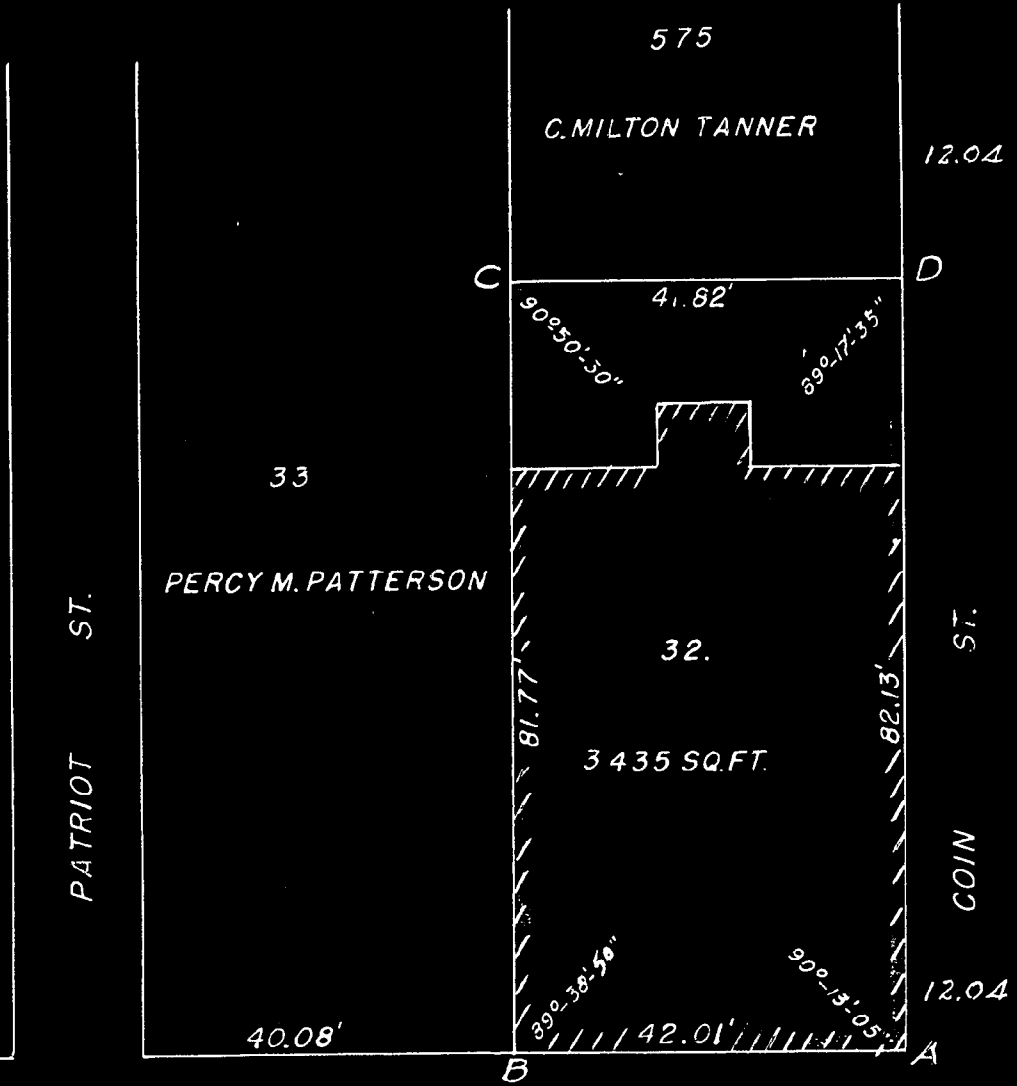 575
C. MILTON TANNER
12.04
C
D
41.82'
90°50'-30"
89°-17'-35"
33
PERCY M. PATTERSON
PATRIOT ST.
32.
81.77'
82.13'
3435 SQ.FT.
COIN ST.
89°-38'-50"
90°-13'-05"
12.04
40.08'
42.01'
A
B